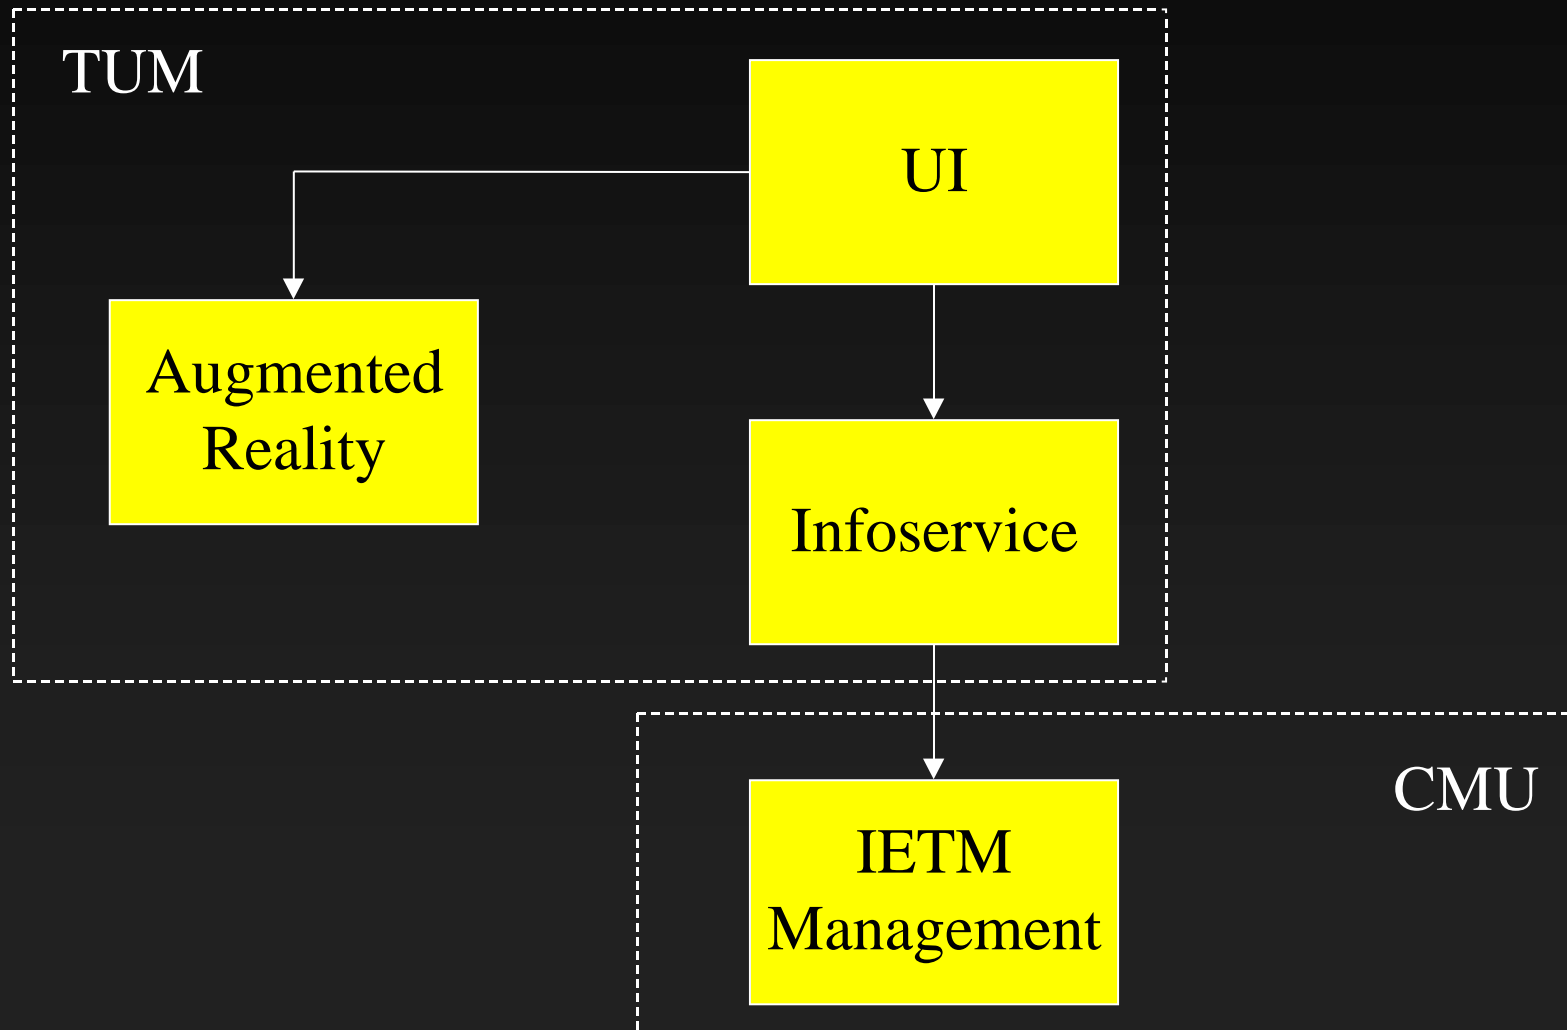 TUM
UI
Augmented
Reality
Infoservice
CMU
IETM
Management